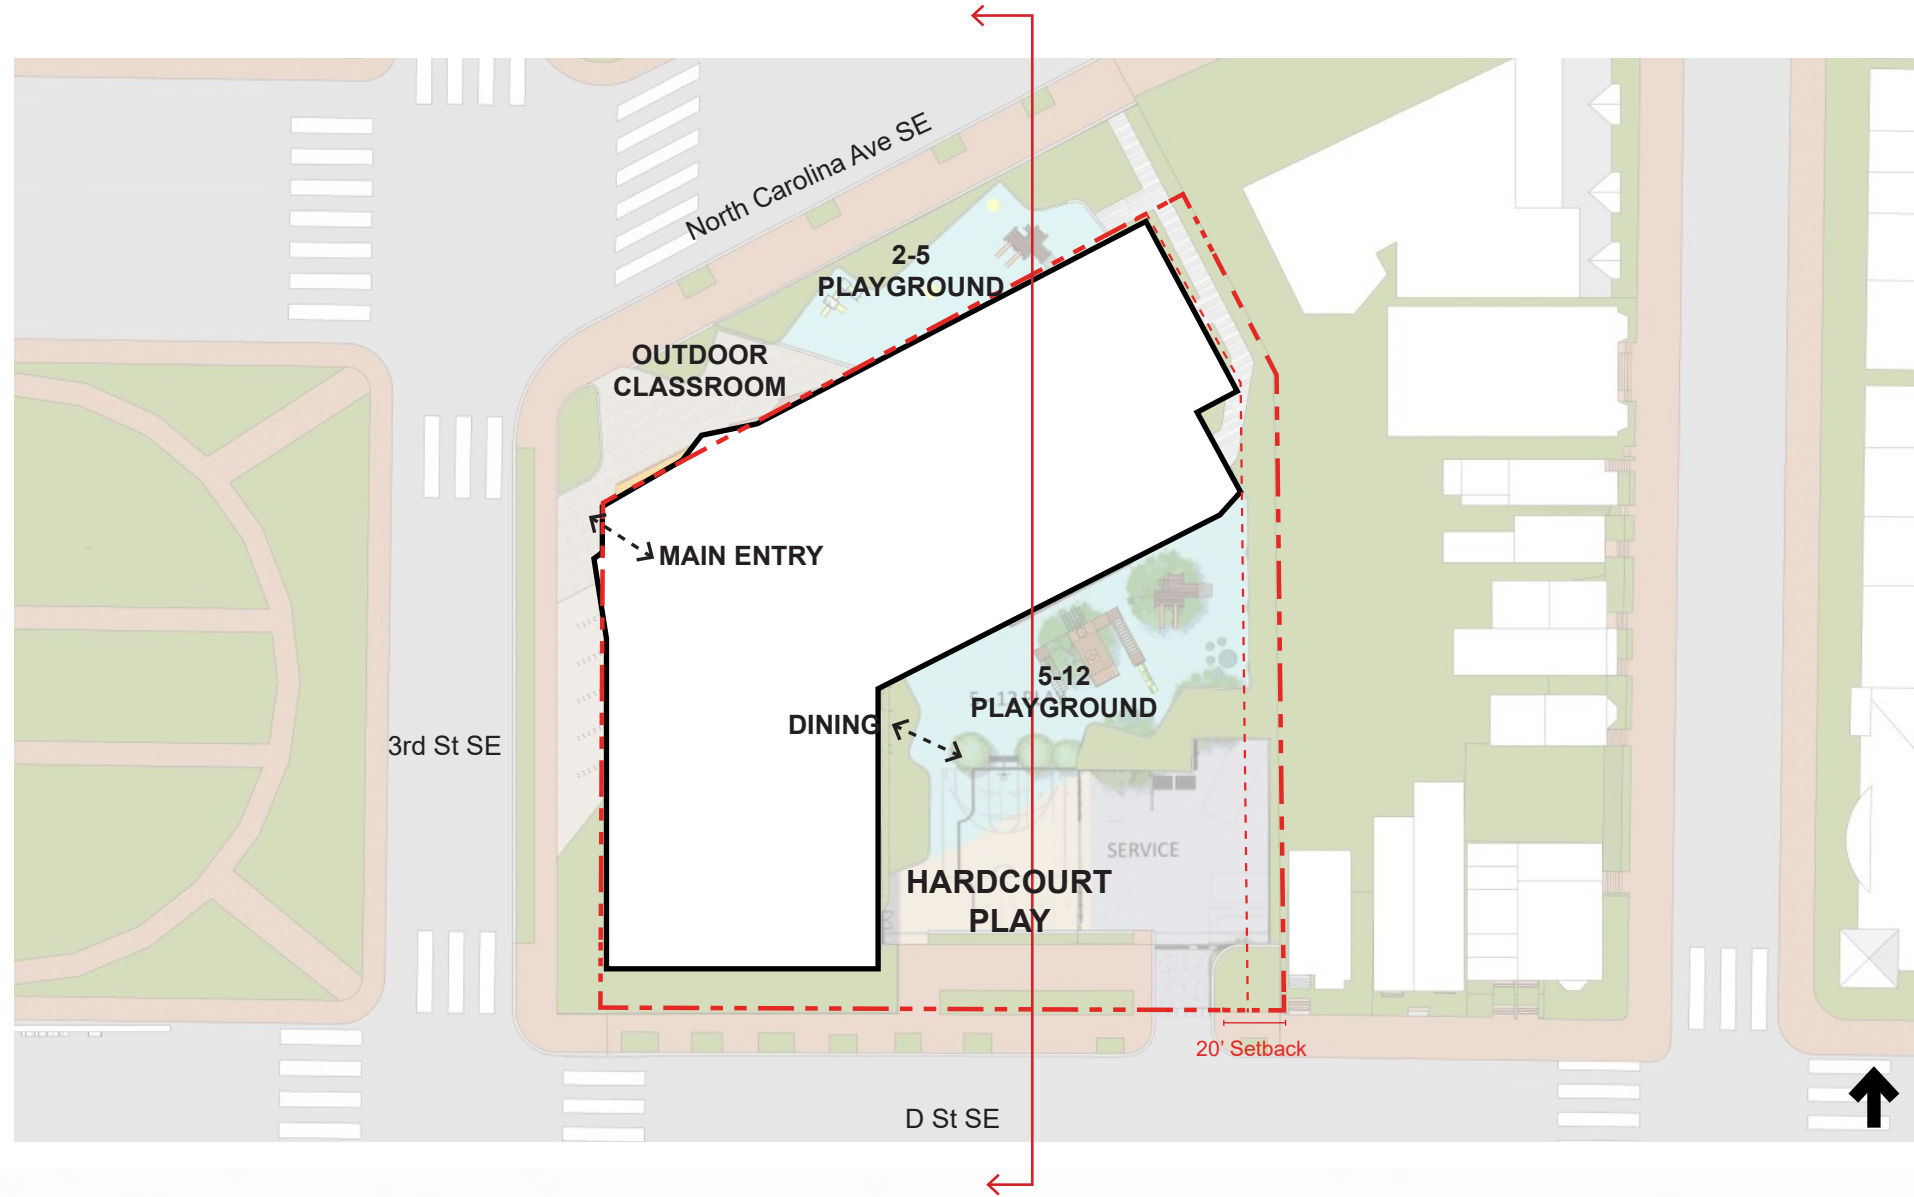 North Carolina Ave SE
2-5
PLAYGROUND
OUTDOOR
CLASSROOM
MAIN ENTRY
5-12
PLAYGROUND
DINING
3rd St SE
SERVICE
HARDCOURT
PLAY
20' Setback
D St SE